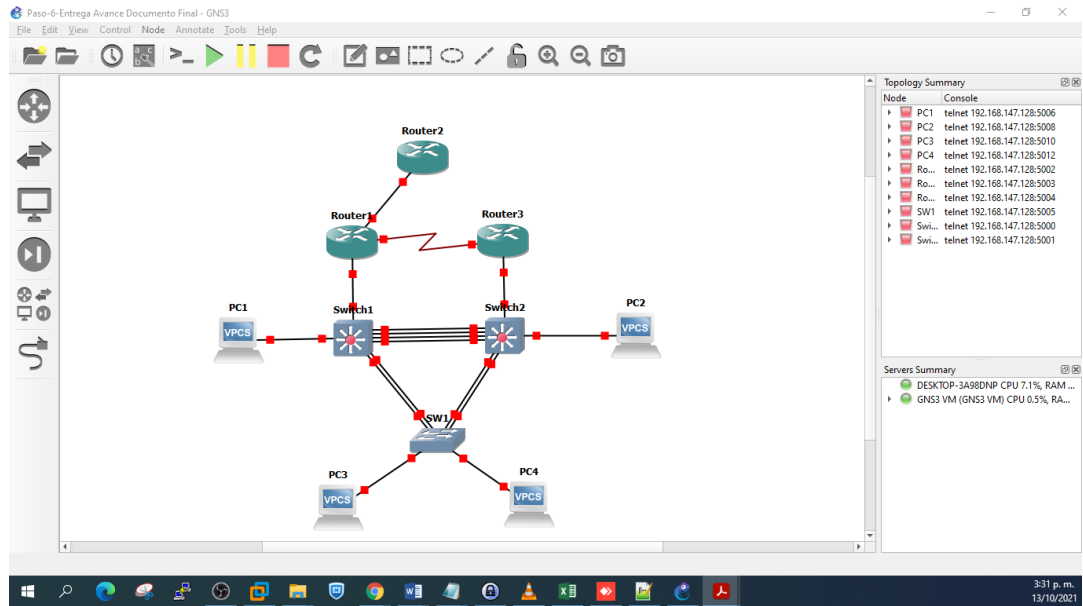 Paso-6-Entrega Avance Documento Final - GNS3
File Edit View Control Node Annotate Tools Help
Topology Summary
Node Console
PC1 telnet 192.168.147.128:5006
PC2 telnet 192.168.147.128:5008
PC3 telnet 192.168.147.128:5010
PC4 telnet 192.168.147.128:5012
Ro... telnet 192.168.147.128:5002
Ro... telnet 192.168.147.128:5003
Ro... telnet 192.168.147.128:5004
SW1 telnet 192.168.147.128:5005
Swi... telnet 192.168.147.128:5000
Swi... telnet 192.168.147.128:5001
Router2
Router1
Router3
PC1
VPCS
Switch1
Switch2
PC2
VPCS
SW1
PC3
VPCS
PC4
VPCS
Servers Summary
DESKTOP-3A98DNP CPU 7.1%, RAM ...
GNS3 VM (GNS3 VM) CPU 0.5%, RA...
3:31 p. m.
13/10/2021